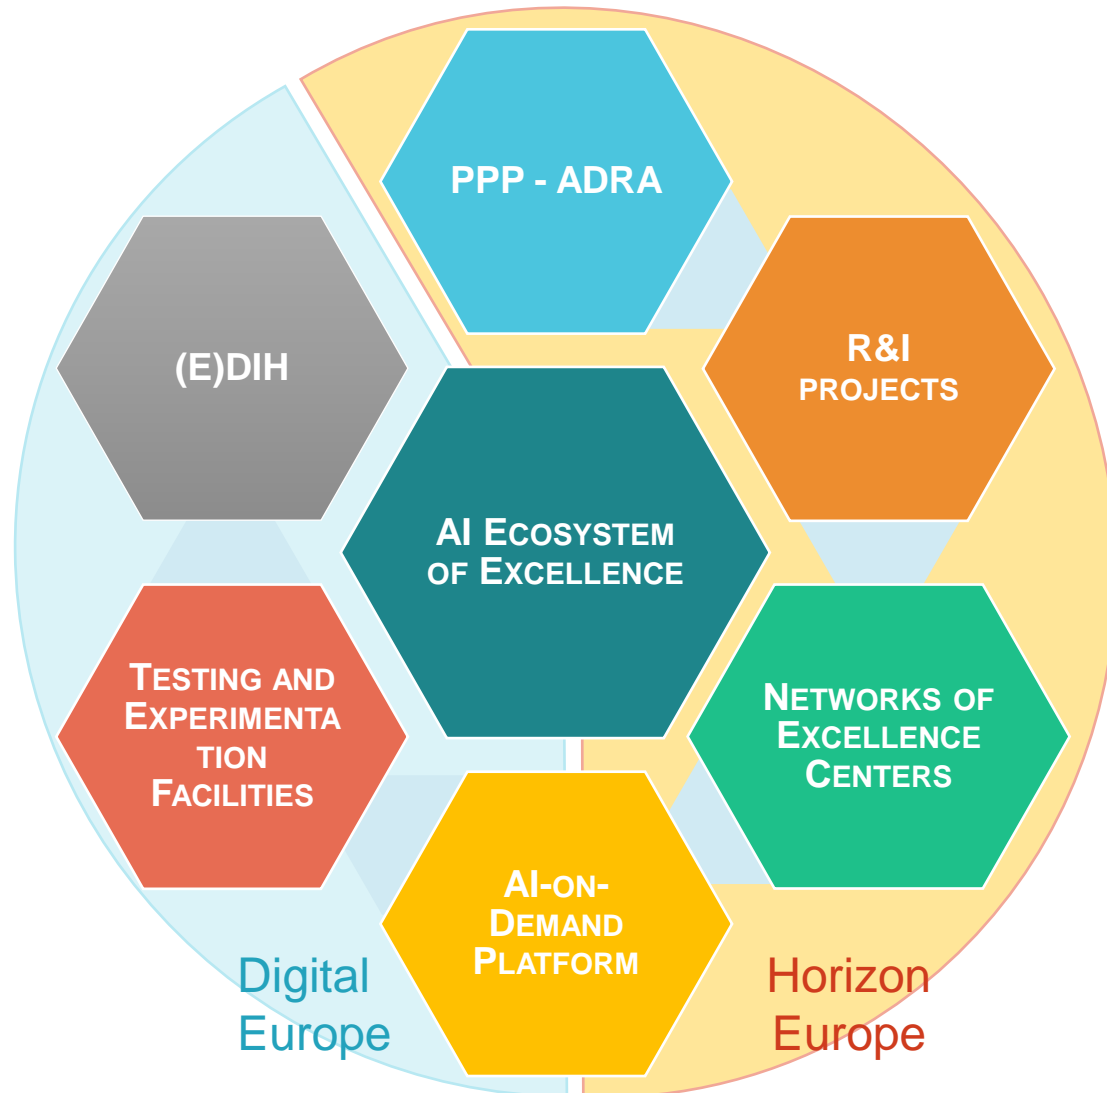 PPP - ADRA
R&I
PROJECTS
(E)DIH
AI ECOSYSTEM
OF EXCELLENCE
TESTING AND
EXPERIMENTA
TION
FACILITIES
NETWORKS OF
EXCELLENCE
CENTERS
AI-ON-
DEMAND
PLATFORM
Digital
Europe
Horizon
Europe